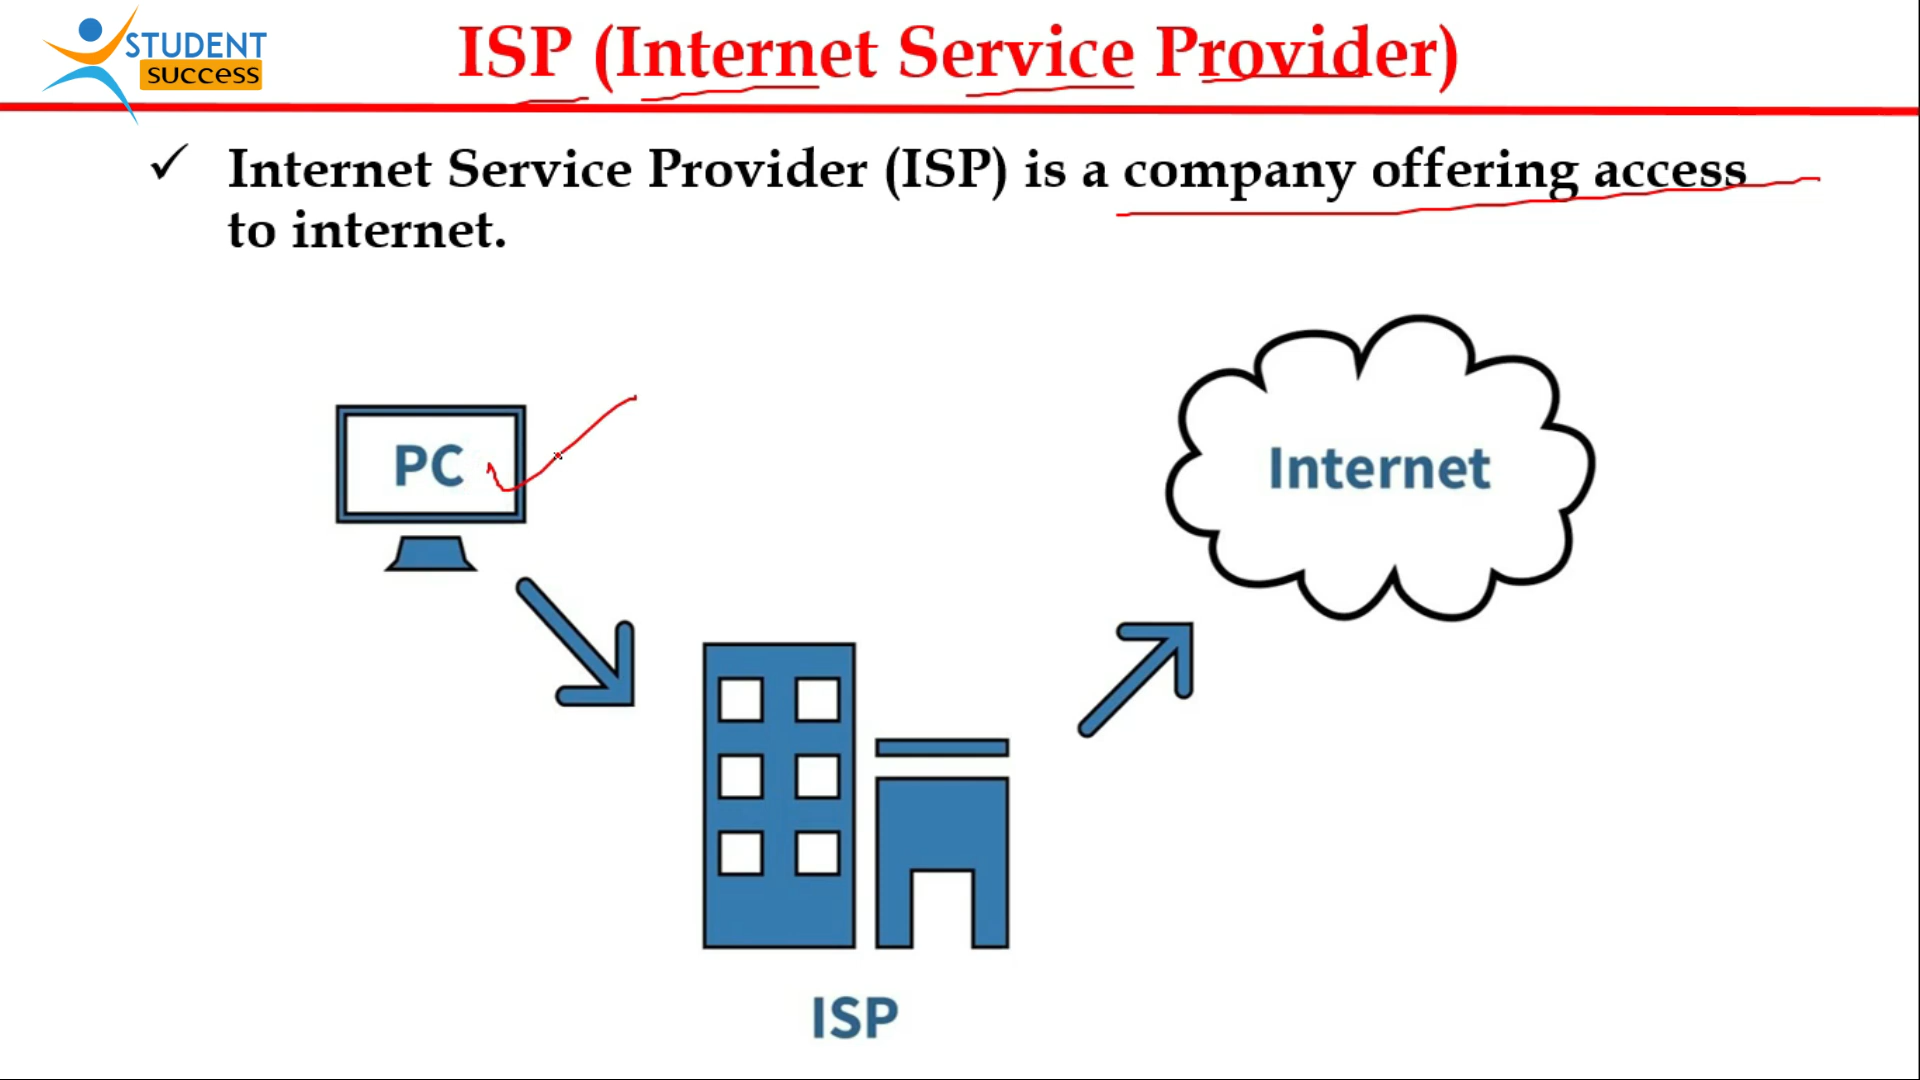 STUDENT
success
ISP (Internet Service Provider)
Internet Service Provider (ISP) is a company offering access
to internet.
PC
Internet
ISP